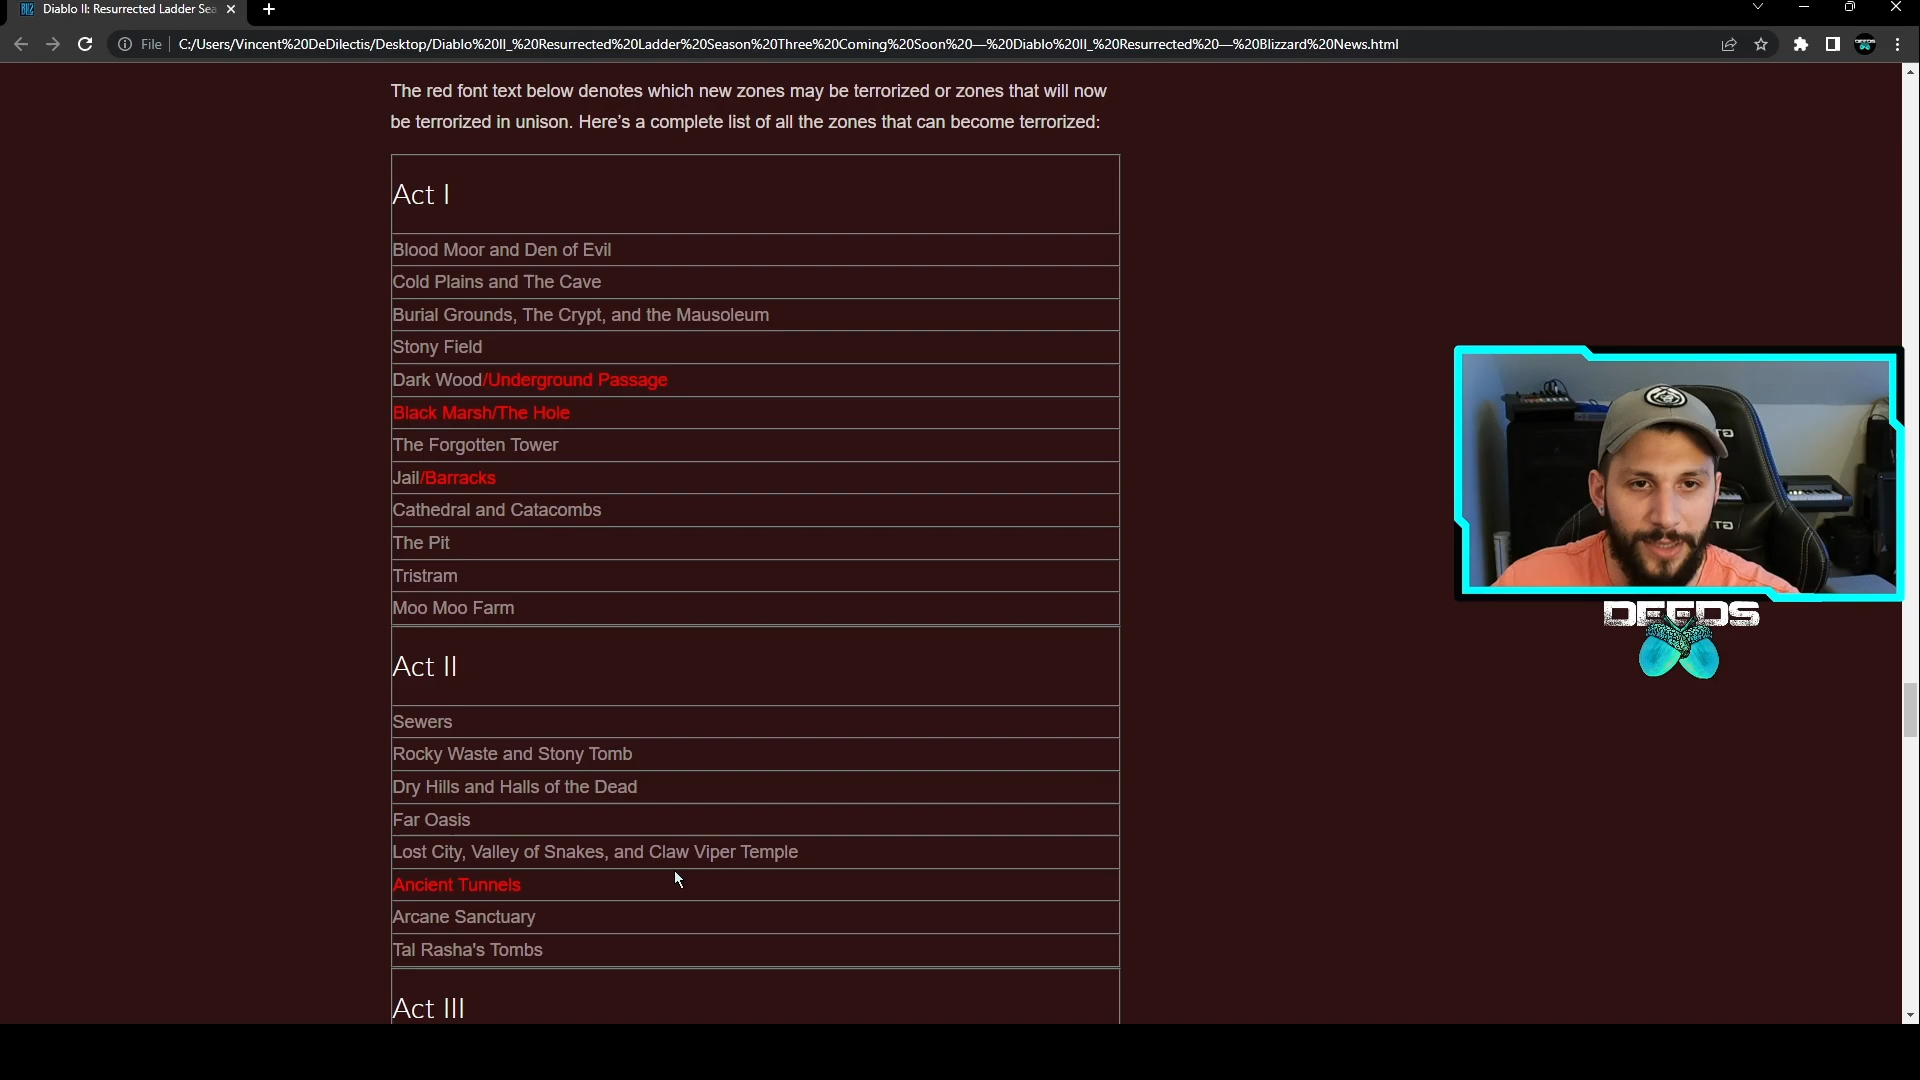 Diablo II: Resurrected Ladder Sea
File
C:/Users/Vincent%20DeDilectis/Desktop/Diablo%20II_%20Resurrected%20Ladder%20Season%20Three%20Coming%20Soon%20—%20Diablo%20II_%20Resurrected%20—%20Blizzard%20News.html
The red font text below denotes which new zones may be terrorized or zones that will now
be terrorized in unison. Here’s a complete list of all the zones that can become terrorized:
Act I
Blood Moor and Den of Evil
Cold Plains and The Cave
Burial Grounds, The Crypt, and the Mausoleum
Stony Field
Dark Wood/Underground Passage
Black Marsh/The Hole
The Forgotten Tower
Jail/Barracks
Cathedral and Catacombs
The Pit
Tristram
Moo Moo Farm
DEEDS
Act II
Sewers
Rocky Waste and Stony Tomb
Dry Hills and Halls of the Dead
Far Oasis
Lost City, Valley of Snakes, and Claw Viper Temple
Ancient Tunnels
Arcane Sanctuary
Tal Rasha's Tombs
Act III